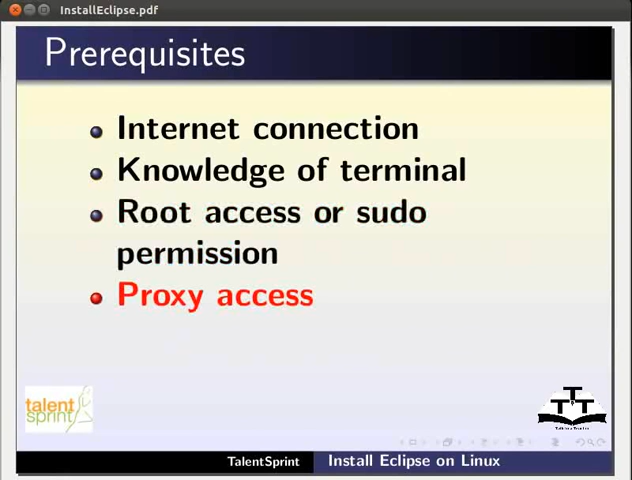 InstallEclipse.pdf
Prerequisites
Internet connection
Knowledge of terminal
Root access or sudo
permission
Proxy access
talent
sprint
TalentSprint
Install Eclipse on Linux